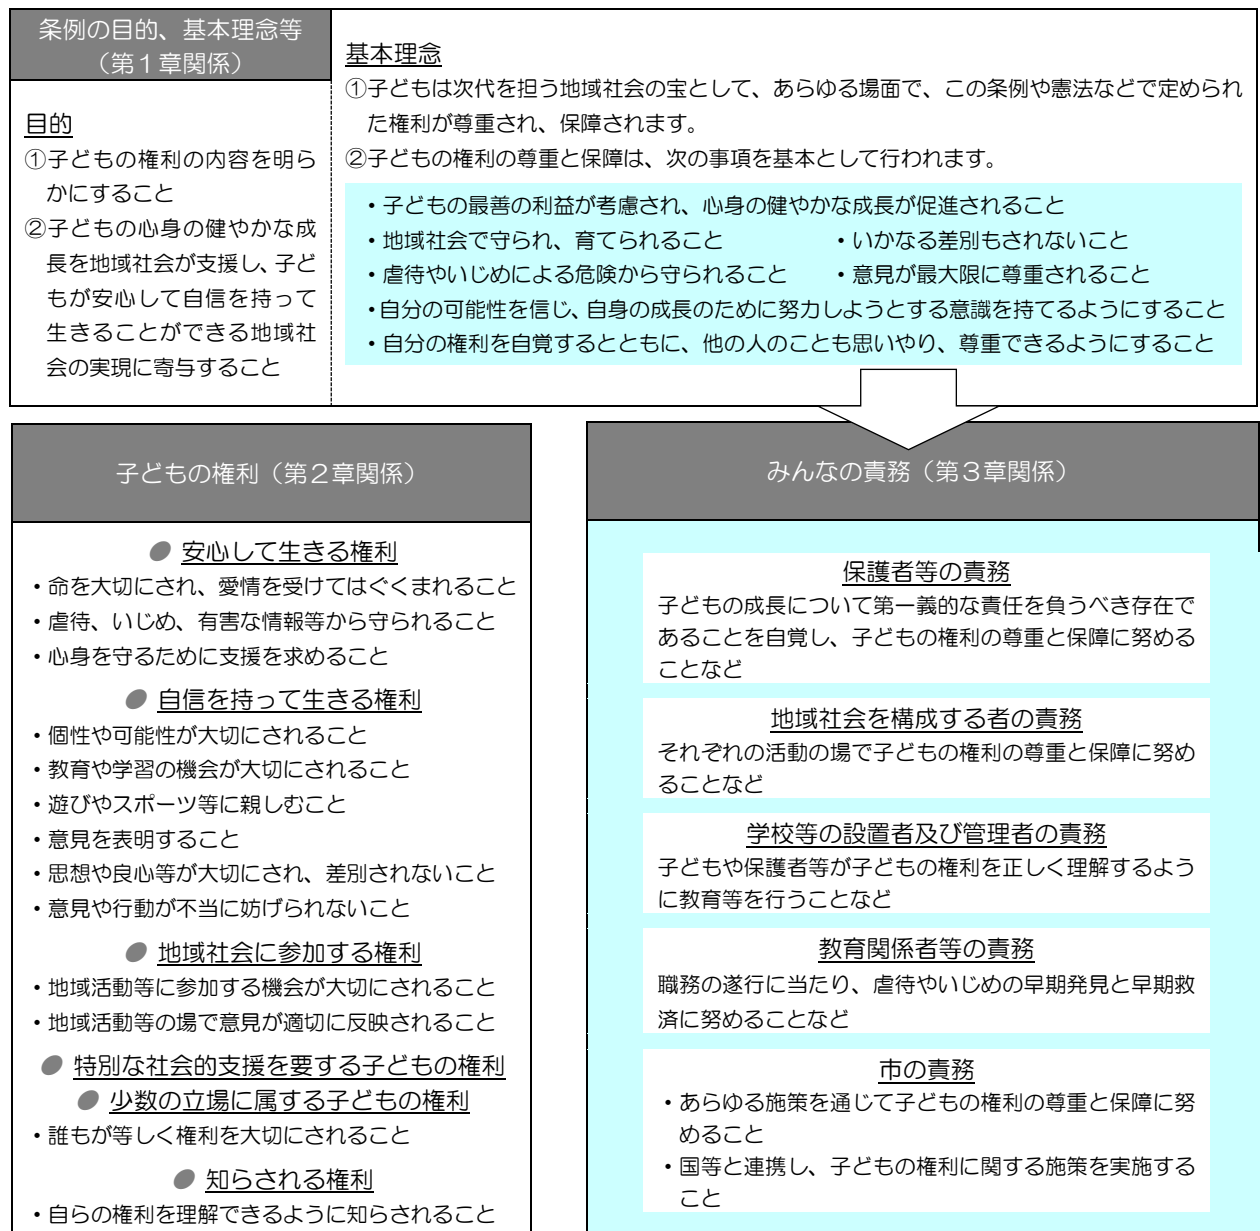 条例の目的、基本理念等
（第１章関係）
目的
①子どもの権利の内容を明ら
かにすること
②子どもの心身の健やかな成
長を地域社会が支援し、子ど
もが安心して自信を持って
生きることができる地域社
会の実現に寄与すること
基本理念
①子どもは次代を担う地域社会の宝として、あらゆる場面で、この条例や憲法などで定められ
た権利が尊重され、保障されます。
②子どもの権利の尊重と保障は、次の事項を基本として行われます。
・子どもの最善の利益が考慮され、心身の健やかな成長が促進されること
・地域社会で守られ、育てられること ・いかなる差別もされないこと
・虐待やいじめによる危険から守られること ・意見が最大限に尊重されること
・自分の可能性を信じ、自身の成長のために努力しようとする意識を持てるようにすること
・自分の権利を自覚するとともに、他の人のことも思いやり、尊重できるようにすること
子どもの権利（第２章関係）
● 安心して生きる権利
・命を大切にされ、愛情を受けてはぐくまれること
・虐待、いじめ、有害な情報等から守られること
・心身を守るために支援を求めること
● 自信を持って生きる権利
・個性や可能性が大切にされること
・教育や学習の機会が大切にされること
・遊びやスポーツ等に親しむこと
・意見を表明すること
・思想や良心等が大切にされ、差別されないこと
・意見や行動が不当に妨げられないこと
● 地域社会に参加する権利
・地域活動等に参加する機会が大切にされること
・地域活動等の場で意見が適切に反映されること
● 特別な社会的支援を要する子どもの権利
● 少数の立場に属する子どもの権利
・誰もが等しく権利を大切にされること
● 知らされる権利
・自らの権利を理解できるように知らされること
みんなの責務（第３章関係）
保護者等の責務
子どもの成長について第一義的な責任を負うべき存在で
あることを自覚し、子どもの権利の尊重と保障に努める
ことなど
地域社会を構成する者の責務
それぞれの活動の場で子どもの権利の尊重と保障に努め
ることなど
学校等の設置者及び管理者の責務
子どもや保護者等が子どもの権利を正しく理解するよう
に教育等を行うことなど
教育関係者等の責務
職務の遂行に当たり、虐待やいじめの早期発見と早期救
済に努めることなど
市の責務
・あらゆる施策を通じて子どもの権利の尊重と保障に努
めること
・国等と連携し、子どもの権利に関する施策を実施する
こと